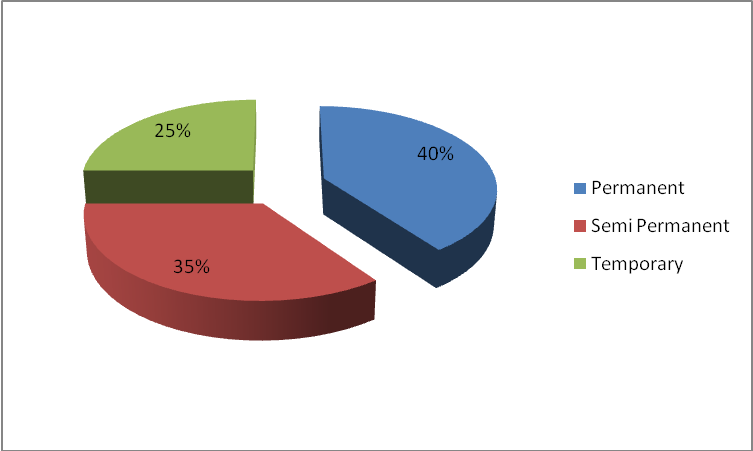 25%
40%
35%
Permanent
Semi Permanent
Temporary